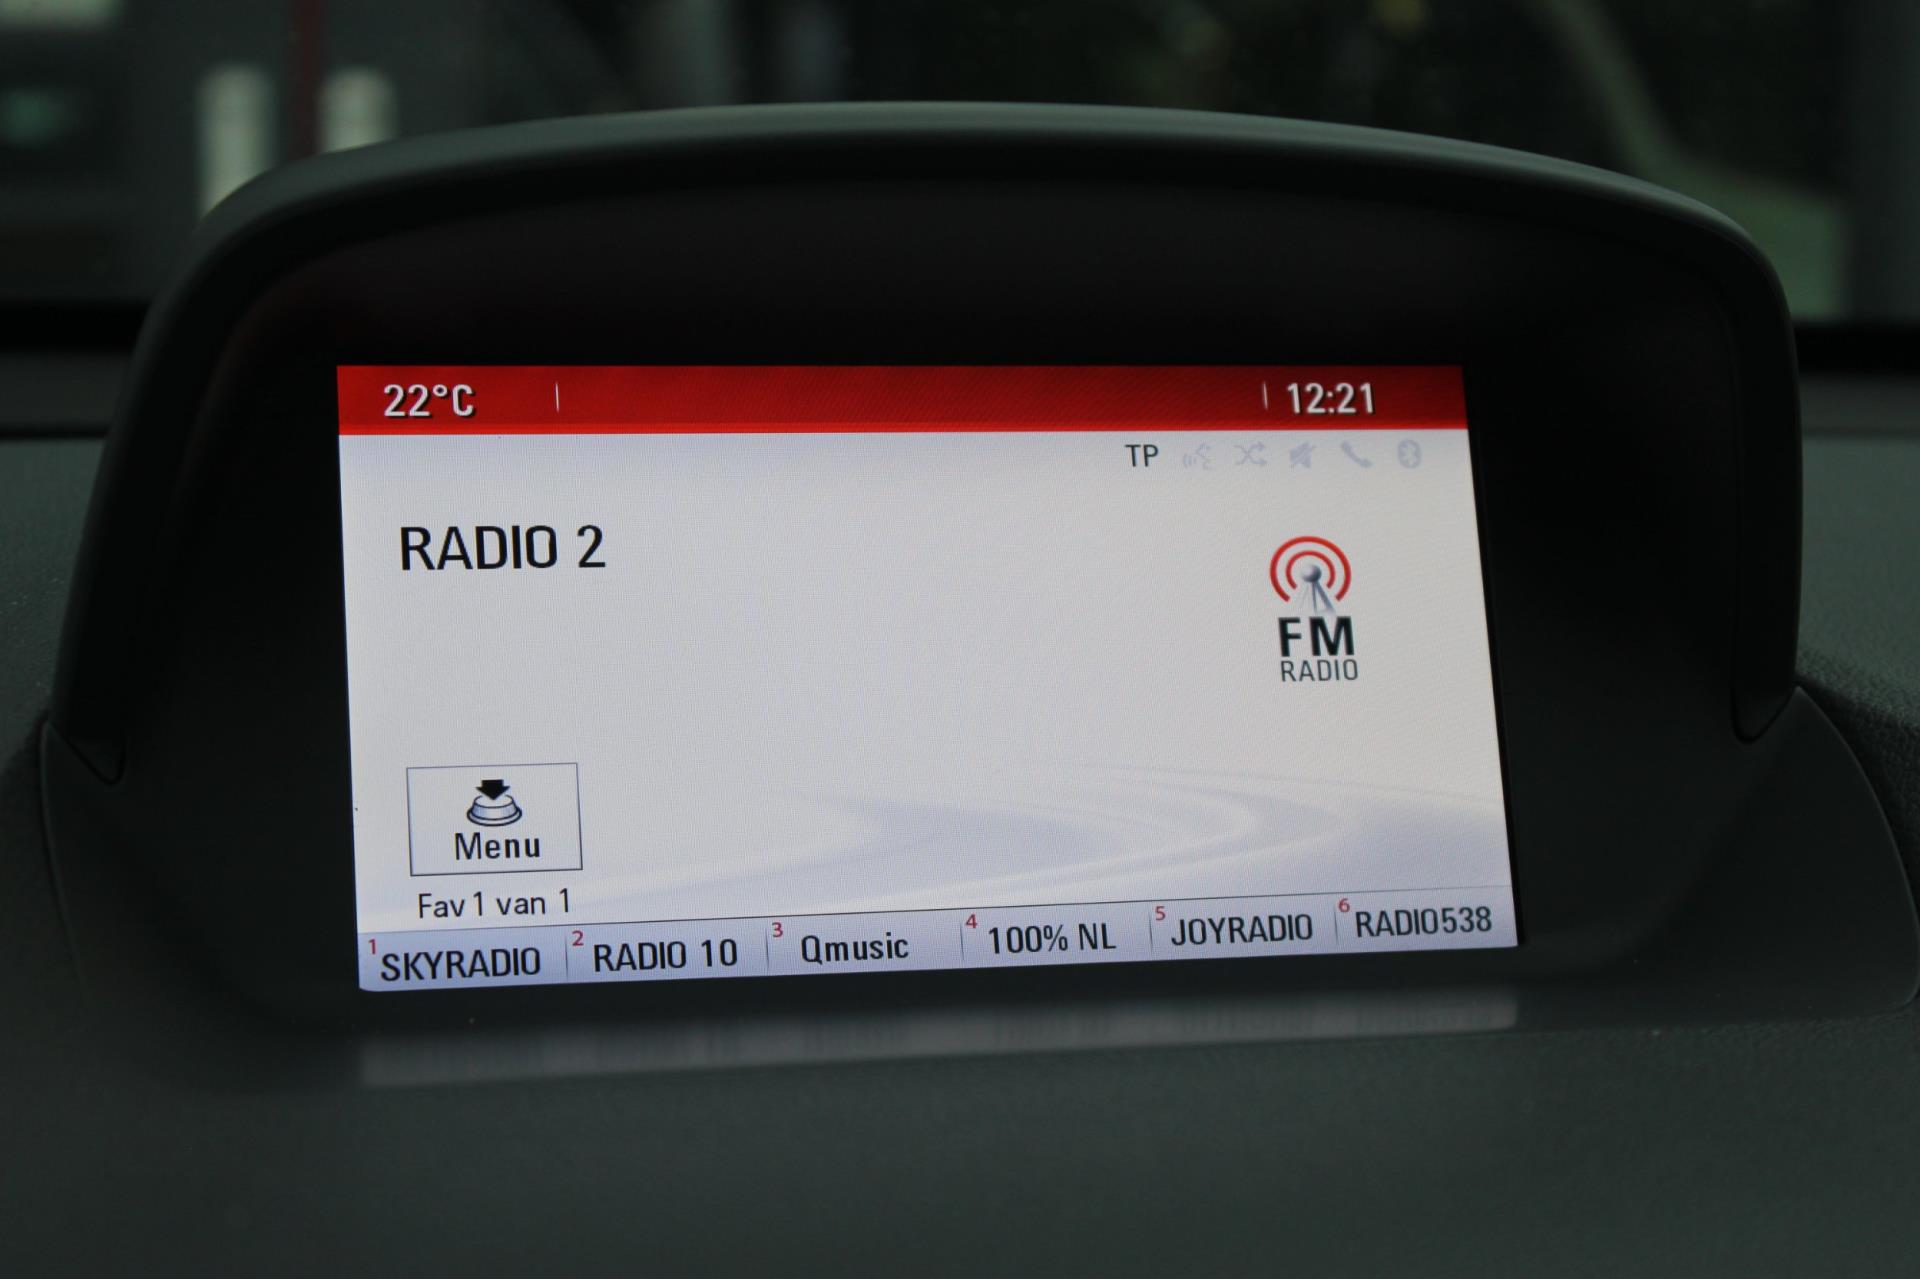 22°C 12:21
TP
RADIO 2
FM
RADIO
Menu
Fav 1 van 1
1 SKYRADIO 2 RADIO 10 3 Qmusic 4 100% NL 5 JOYRADIO 6 RADIO538